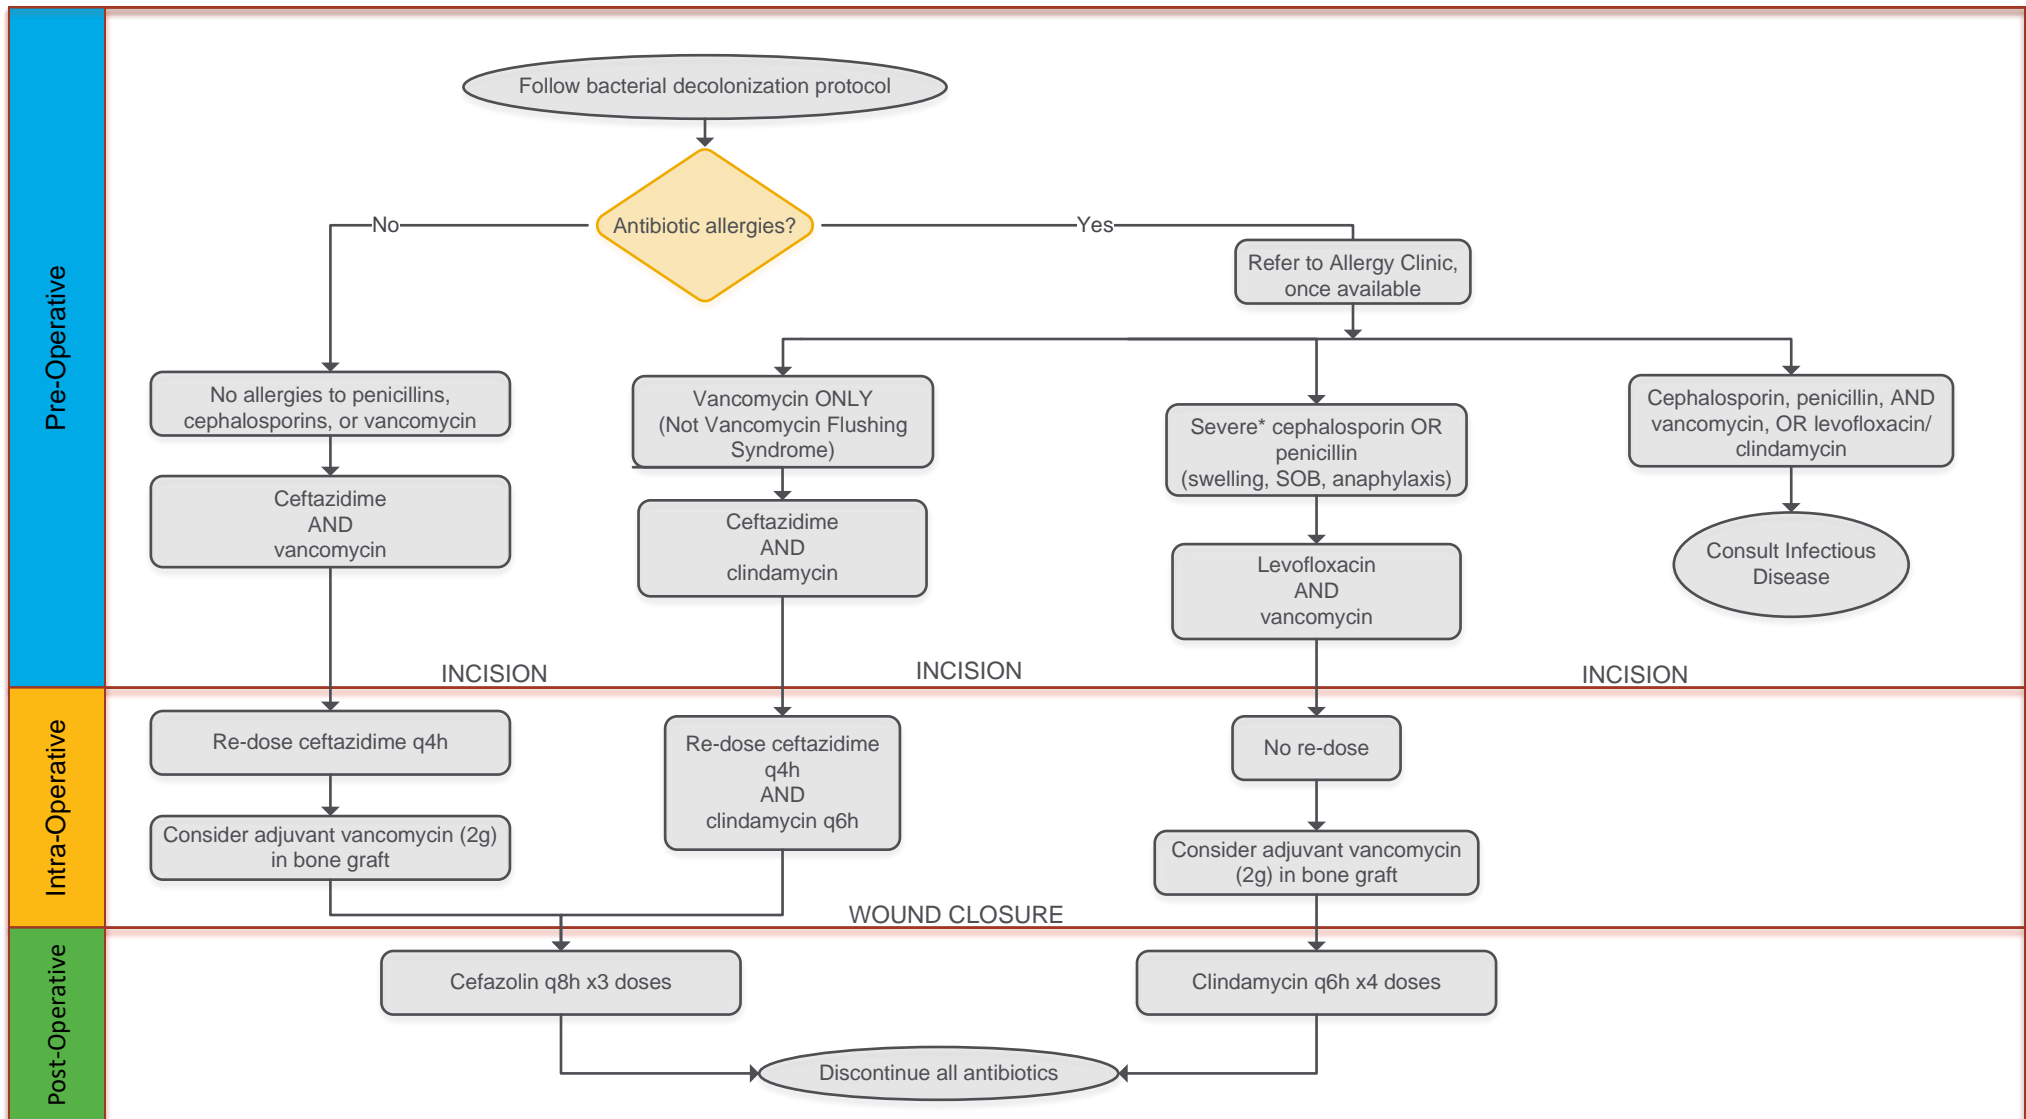 Pre-Operative
Follow bacterial decolonization protocol
Antibiotic allergies?
No
Yes
Refer to Allergy Clinic,
once available
No allergies to penicillins,
cephalosporins, or vancomycin
Vancomycin ONLY
(Not Vancomycin Flushing
Syndrome)
Severe* cephalosporin OR
penicillin
(swelling, SOB, anaphylaxis)
Cephalosporin, penicillin, AND
vancomycin, OR levofloxacin/
clindamycin
Ceftazidime
AND
vancomycin
Ceftazidime
AND
clindamycin
Levofloxacin
AND
vancomycin
Consult Infectious
Disease
INCISION
INCISION
INCISION
Intra-Operative
Re-dose ceftazidime q4h
Re-dose ceftazidime
q4h
AND
clindamycin q6h
No re-dose
Consider adjuvant vancomycin (2g)
in bone graft
Consider adjuvant vancomycin
(2g) in bone graft
WOUND CLOSURE
Post-Operative
Cefazolin q8h x3 doses
Clindamycin q6h x4 doses
Discontinue all antibiotics